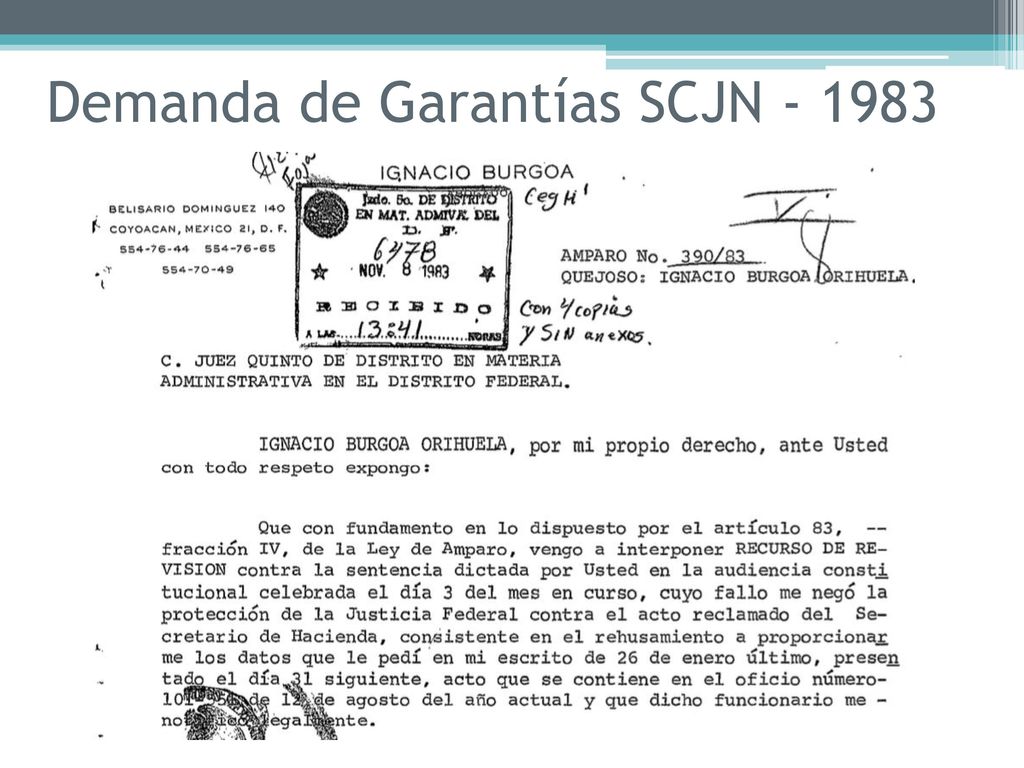 Demanda de Garantías SCJN - 1983
IGNACIO BURGOA
BELISARIO DOMINGUEZ 140
COYOACAN, MEXICO 21, D. F.
554-76-44 554-76-65
554-70-49
Jzdo. 5o. DE DISTRITO
EN MAT. ADMIVA. DEL
D. F.
6478
NOV. 8 1983
RECIBIDO
A LAS 13:41 HORAS
Con 4 copias
y SIN anexos.
AMPARO No. 390/83
QUEJOSO: IGNACIO BURGOA ORIHUELA.
C. JUEZ QUINTO DE DISTRITO EN MATERIA
ADMINISTRATIVA EN EL DISTRITO FEDERAL.
IGNACIO BURGOA ORIHUELA, por mi propio derecho, ante Usted
con todo respeto expongo:
Que con fundamento en lo dispuesto por el artículo 83, --
fracción IV, de la Ley de Amparo, vengo a interponer RECURSO DE RE-
VISION contra la sentencia dictada por Usted en la audiencia consti
tucional celebrada el día 3 del mes en curso, cuyo fallo me negó la
protección de la Justicia Federal contra el acto reclamado del Se-
cretario de Hacienda, consistente en el rehusamiento a proporcionar
me los datos que le pedí en mi escrito de 26 de enero último, presen
tado el día 31 siguiente, acto que se contiene en el oficio número-
de 12 de agosto del año actual y que dicho funcionario me -
legalmente.